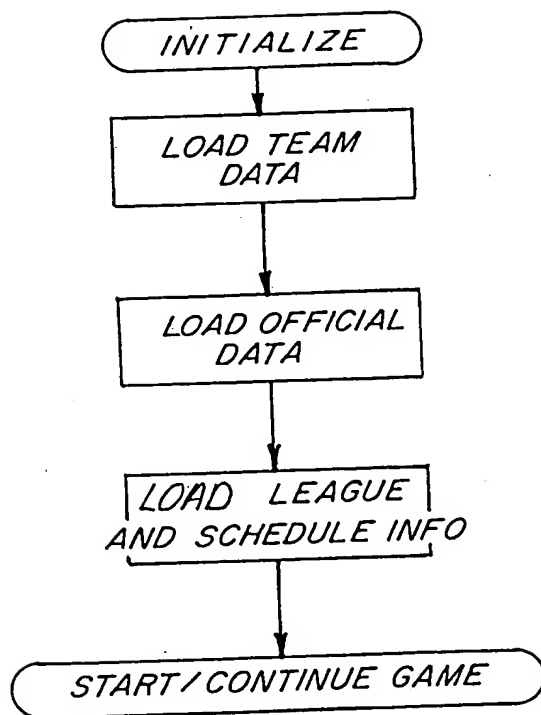 INITIALIZE
LOAD TEAM
DATA
LOAD OFFICIAL
DATA
LOAD LEAGUE
AND SCHEDULE INFO
START/CONTINUE GAME